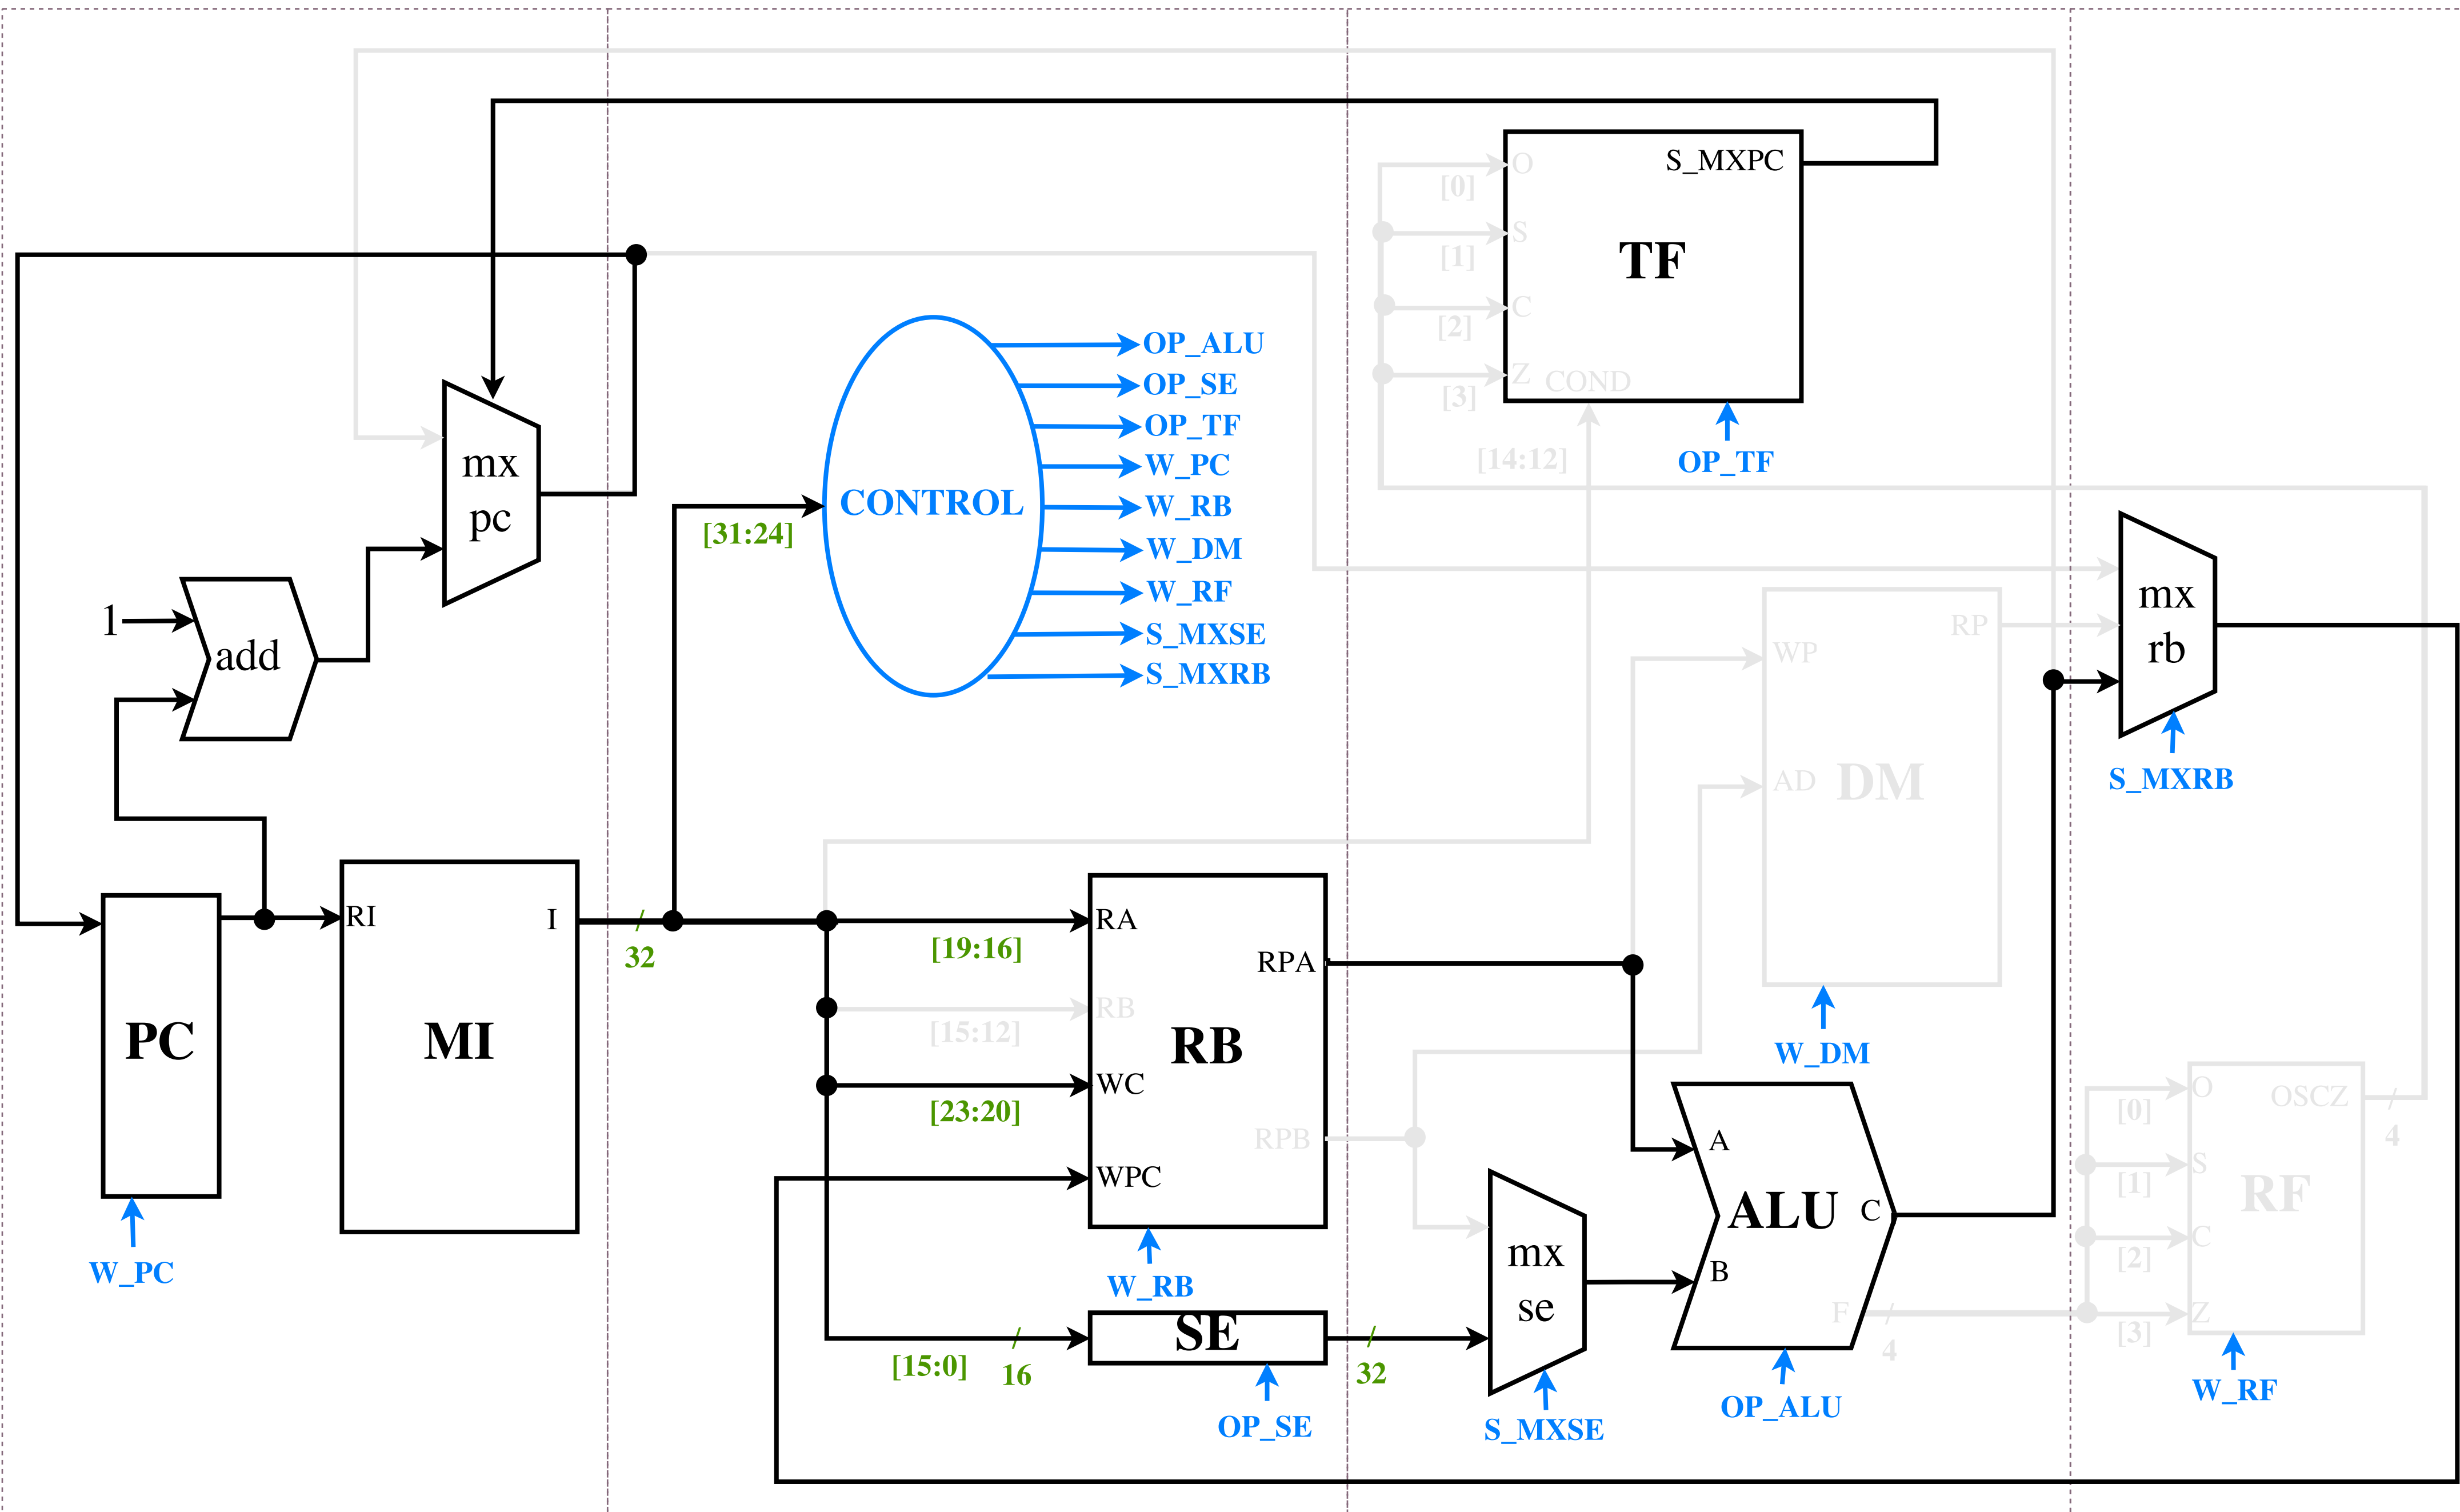 S_MXPC
O
[0]
S
[1]
TF
C
[2]
Z
COND
[3]
[14:12]
OP_TF
OP_ALU
OP_SE
OP_TF
W_PC
W_RB
W_DM
W_RF
S_MXSE
S_MXRB
CONTROL
[31:24]
mx
pc
1
add
mx
rb
S_MXRB
RP
WP
AD
DM
W_DM
PC
W_PC
RI
I
MI
32
RA
[19:16]
RPA
RB
[15:12]
RB
WC
[23:20]
RPB
WPC
W_RB
SE
[15:0]
16
OP_SE
32
mx
se
S_MXSE
A
ALU
C
B
F
4
OP_ALU
O
OSCZ
[0]
4
S
[1]
RF
C
[2]
Z
[3]
W_RF